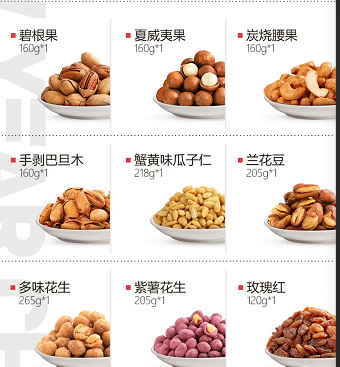 碧根果
160g*1
夏威夷果
160g*1
炭烧腰果
160g*1
手剥巴旦木
160g*1
蟹黄味瓜子仁
218g*1
兰花豆
205g*1
多味花生
265g*1
紫薯花生
205g*1
玫瑰红
120g*1